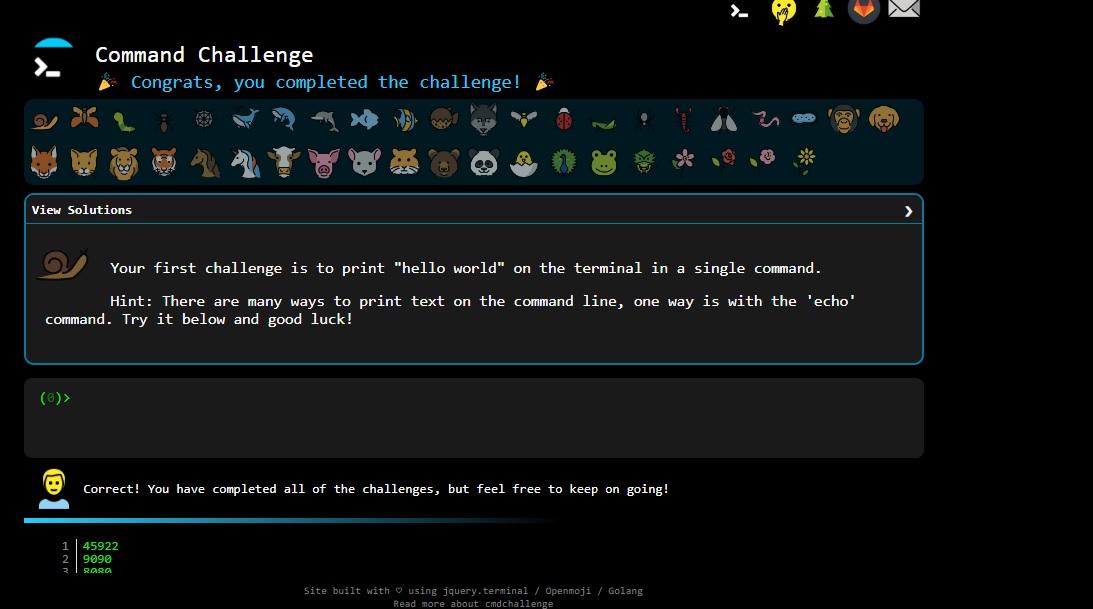 Command Challenge
🎉 Congrats, you completed the challenge! 🎉
View Solutions ❯
Your first challenge is to print "hello world" on the terminal in a single command.
Hint: There are many ways to print text on the command line, one way is with the 'echo'
command. Try it below and good luck!
(0)>
Correct! You have completed all of the challenges, but feel free to keep on going!
1 45922
2 9090
3 8080
Site built with ♡ using jquery.terminal / Openmoji / Golang
Read more about cmdchallenge